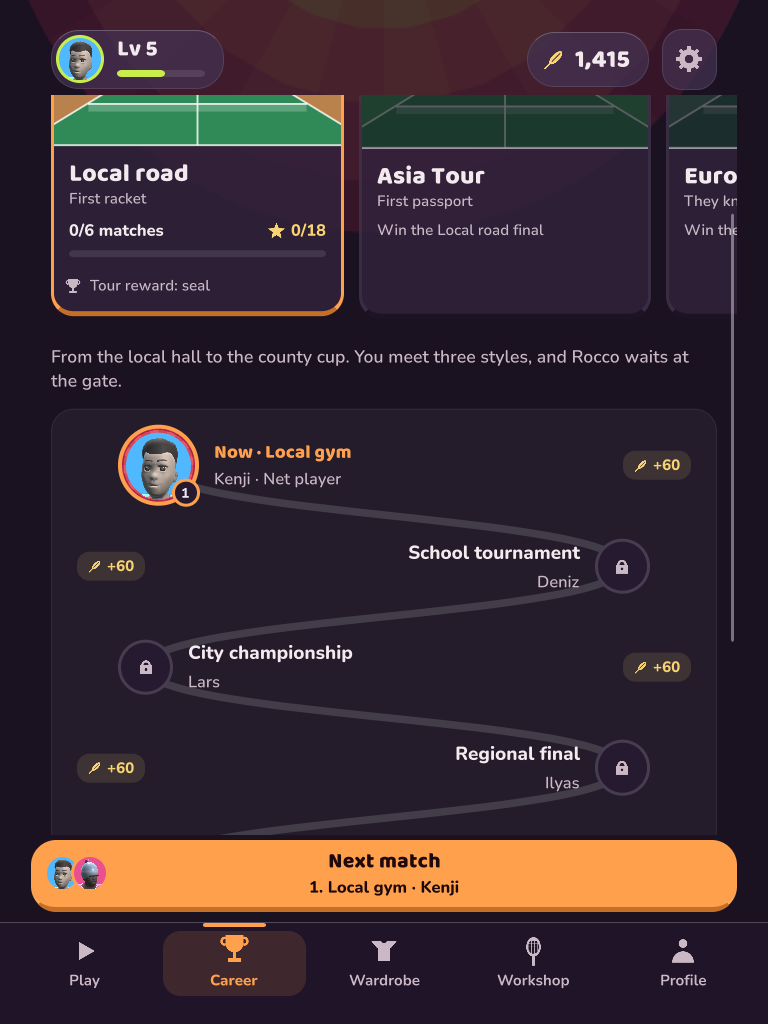 Lv 5
1,415
Local road
First racket
0/6 matches
0/18
Tour reward: seal
Asia Tour
First passport
Win the Local road final
Euro
They kn
Win the
From the local hall to the county cup. You meet three styles, and Rocco waits at
the gate.
Now · Local gym
Kenji · Net player
1
+60
School tournament
Deniz
+60
City championship
Lars
+60
Regional final
Ilyas
+60
Next match
1. Local gym · Kenji
Play
Career
Wardrobe
Workshop
Profile